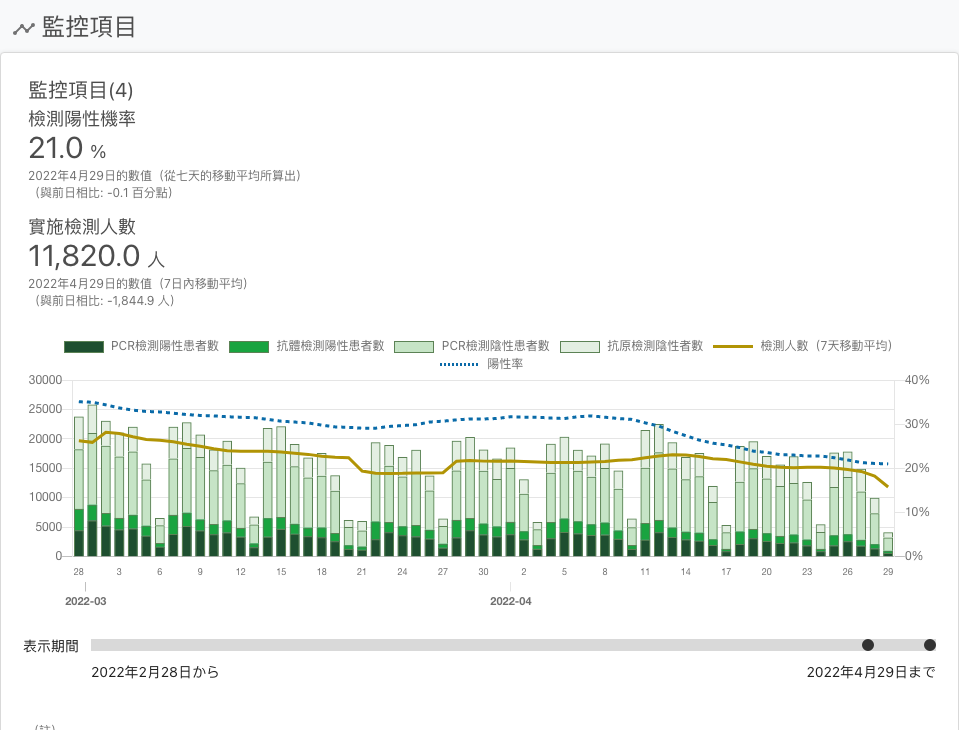 監控項目
監控項目(4)
檢測陽性機率
21.0 %
2022年4月29日的數值（從七天的移動平均所算出）
（與前日相比: -0.1 百分點）
實施檢測人數
11,820.0 人
2022年4月29日的數值（7日內移動平均）
（與前日相比: -1,844.9 人）
PCR檢測陽性患者數 抗體檢測陽性患者數 PCR檢測陰性患者數 抗原檢測陰性者數 檢測人數（7天移動平均）
陽性率
30000 40%
25000
20000 30%
15000 20%
10000
5000 10%
0 0%
28 3 6 9 12 15 18 21 24 27 30 2 5 8 11 14 17 20 23 26 29
2022-03 2022-04
表示期間
2022年2月28日から 2022年4月29日まで
（註）